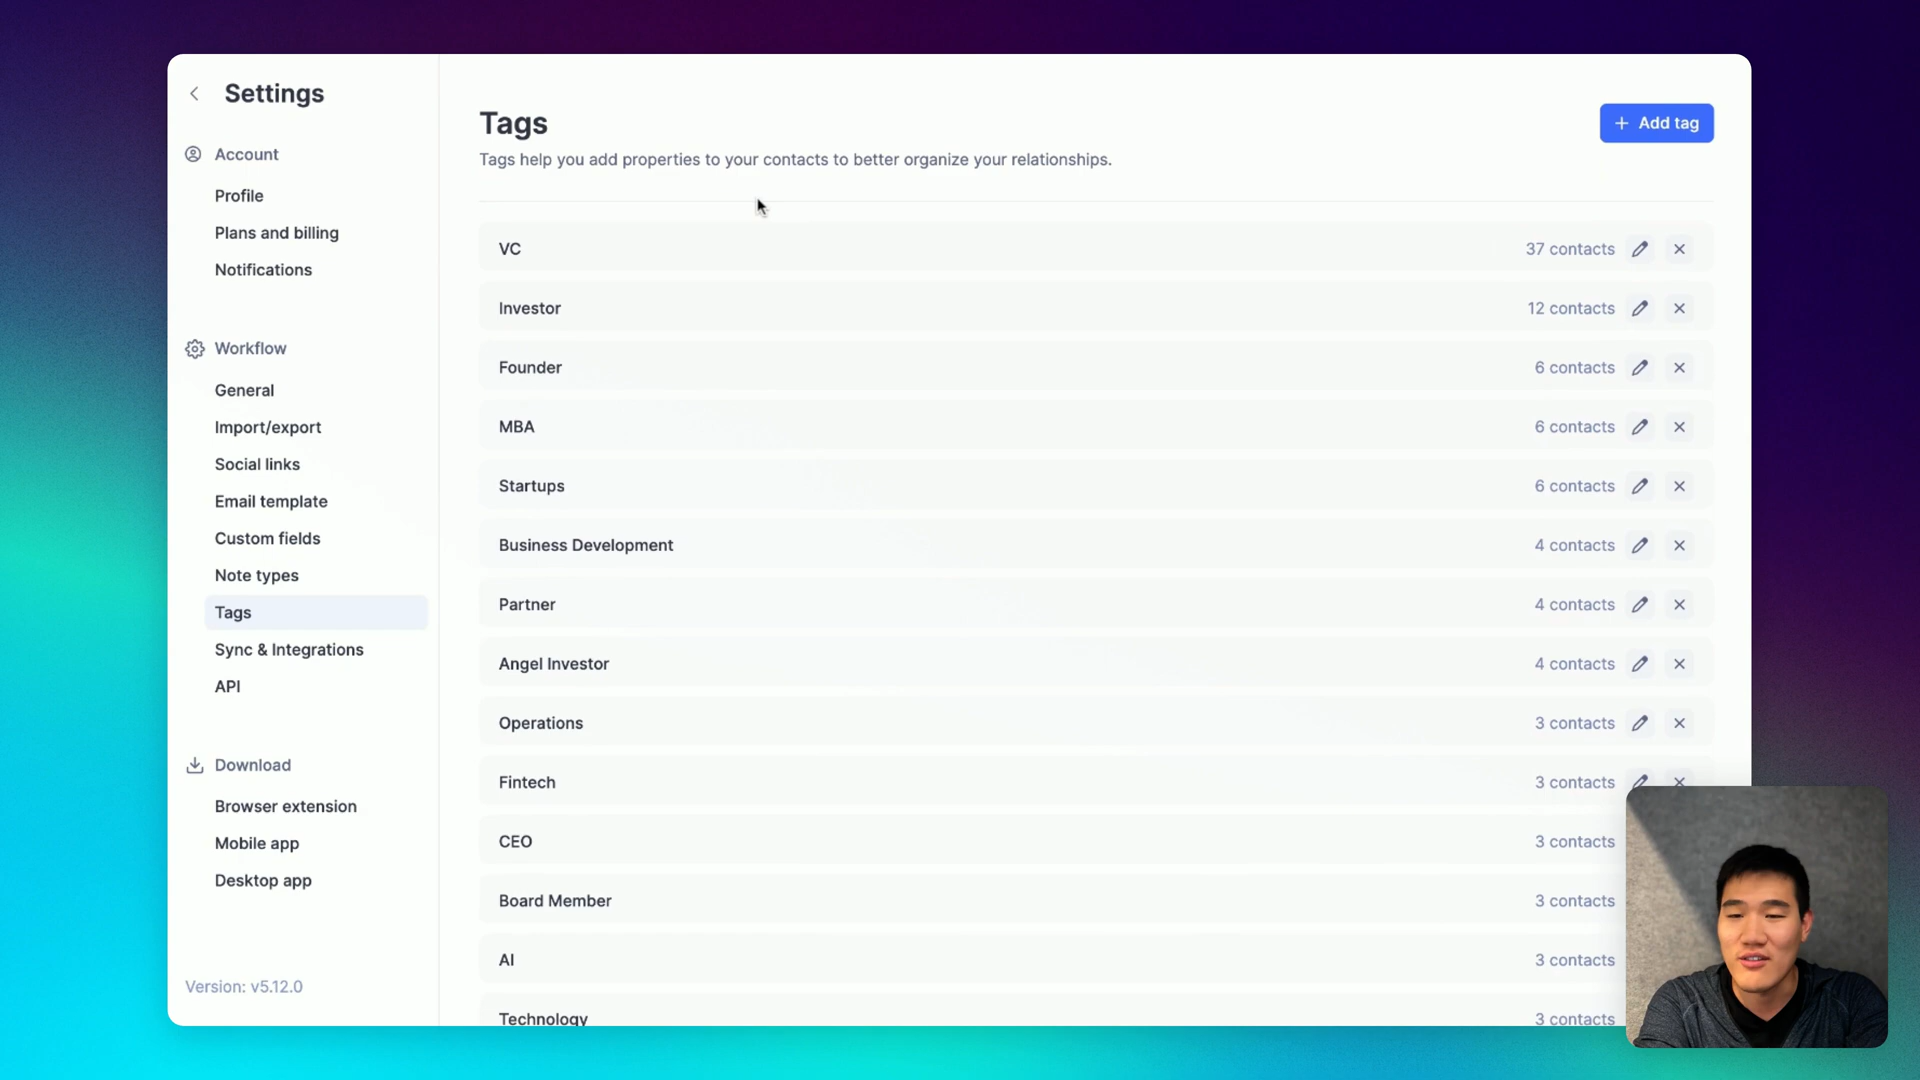 Settings
Account
Profile
Plans and billing
Notifications
Workflow
General
Import/export
Social links
Email template
Custom fields
Note types
Tags
Sync & Integrations
API
Download
Browser extension
Mobile app
Desktop app
Version: v5.12.0
Tags
Add tag
Tags help you add properties to your contacts to better organize your relationships.
VC 37 contacts
Investor 12 contacts
Founder 6 contacts
MBA 6 contacts
Startups 6 contacts
Business Development 4 contacts
Partner 4 contacts
Angel Investor 4 contacts
Operations 3 contacts
Fintech 3 contacts
CEO 3 contacts
Board Member 3 contacts
AI 3 contacts
Technology 3 contacts